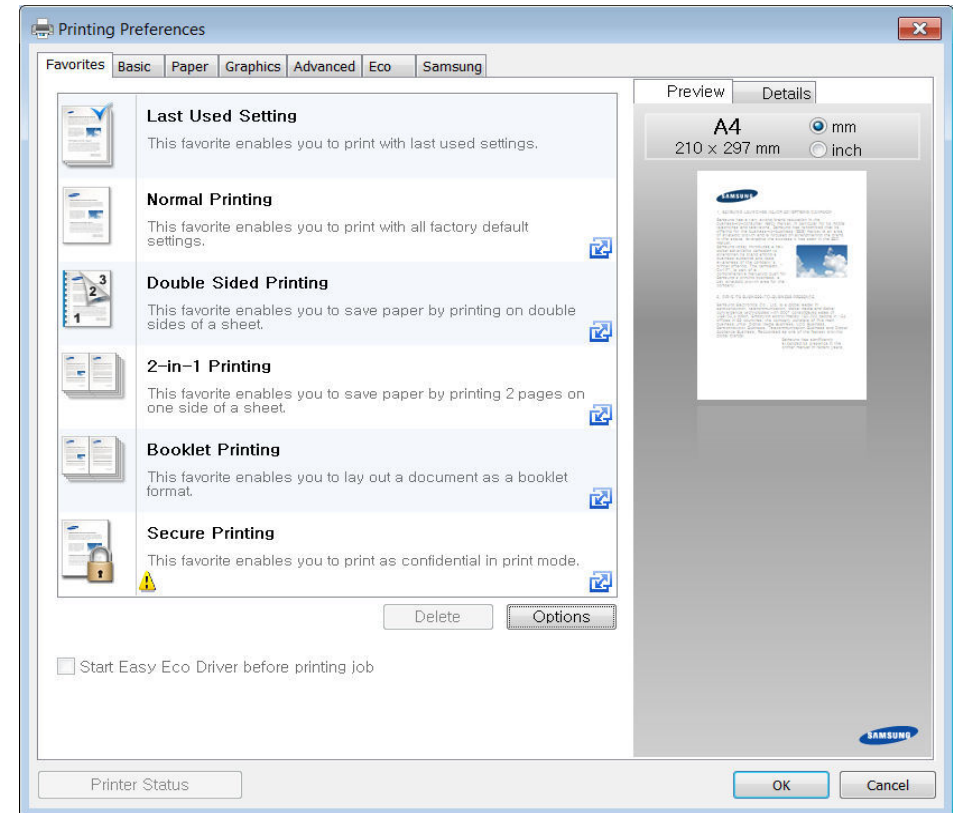 Printing Preferences
Favorites Basic Paper Graphics Advanced Eco Samsung
Last Used Setting
This favorite enables you to print with last used settings.
Normal Printing
This favorite enables you to print with all factory default
settings.
3
2
1
Double Sided Printing
This favorite enables you to save paper by printing on double
sides of a sheet.
2-in-1 Printing
This favorite enables you to save paper by printing 2 pages on
one side of a sheet.
Booklet Printing
This favorite enables you to lay out a document as a booklet
format.
Secure Printing
This favorite enables you to print as confidential in print mode.
Delete Options
Start Easy Eco Driver before printing job
Preview Details
A4
210 x 297 mm
mm
inch
SAMSUNG
SAMSUNG
Printer Status
OK Cancel